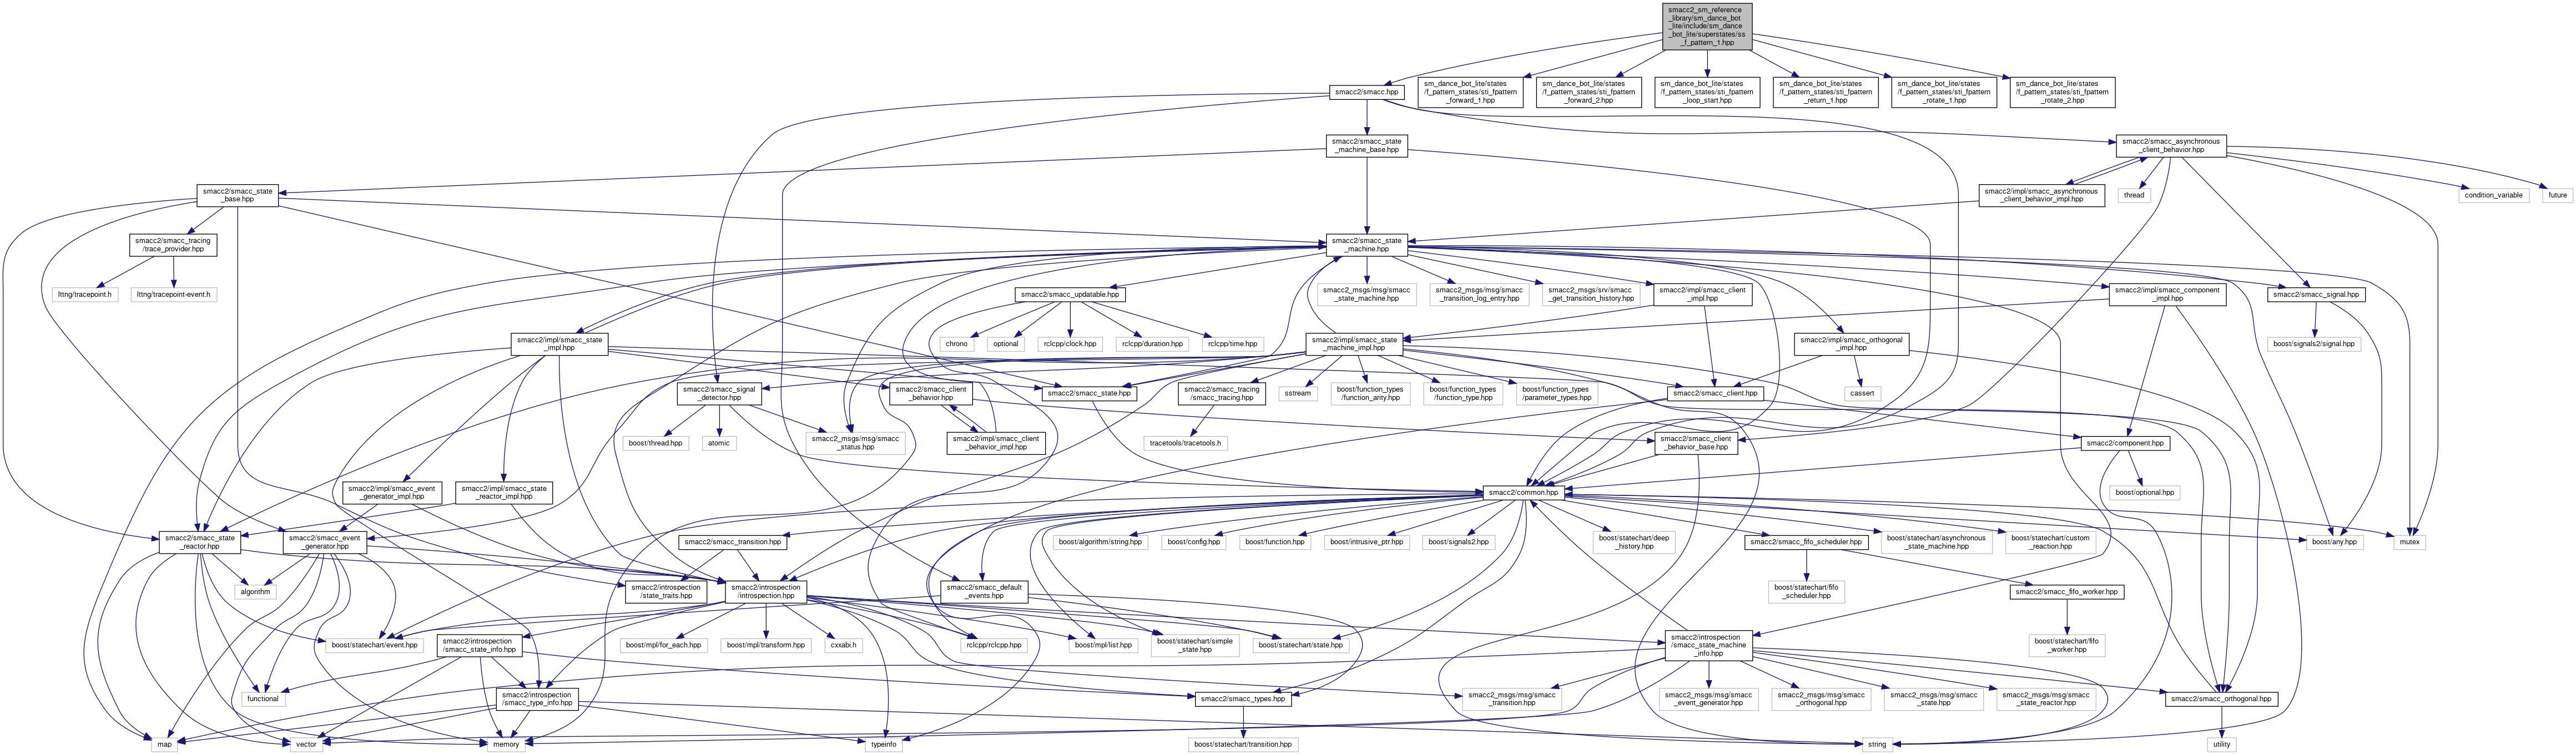 smacc2_sm_reference
_library/sm_dance_bot
_lite/include/sm_dance
_bot_lite/superstates/ss
_f_pattern_1.hpp
smacc2/smacc.hpp
sm_dance_bot_lite/states
/f_pattern_states/sti_fpattern
_forward_1.hpp
sm_dance_bot_lite/states
/f_pattern_states/sti_fpattern
_forward_2.hpp
sm_dance_bot_lite/states
/f_pattern_states/sti_fpattern
_loop_start.hpp
sm_dance_bot_lite/states
/f_pattern_states/sti_fpattern
_return_1.hpp
sm_dance_bot_lite/states
/f_pattern_states/sti_fpattern
_rotate_1.hpp
sm_dance_bot_lite/states
/f_pattern_states/sti_fpattern
_rotate_2.hpp
smacc2/smacc_state
_machine_base.hpp
smacc2/smacc_asynchronous
_client_behavior.hpp
smacc2/smacc_state
_base.hpp
smacc2/impl/smacc_asynchronous
_client_behavior_impl.hpp
thread
condition_variable
future
smacc2/smacc_tracing
/trace_provider.hpp
smacc2/smacc_state
_machine.hpp
lttng/tracepoint.h
lttng/tracepoint-event.h
smacc2/smacc_updatable.hpp
smacc2_msgs/msg/smacc
_state_machine.hpp
smacc2_msgs/msg/smacc
_transition_log_entry.hpp
smacc2_msgs/srv/smacc
_get_transition_history.hpp
smacc2/impl/smacc_client
_impl.hpp
smacc2/impl/smacc_component
_impl.hpp
smacc2/smacc_signal.hpp
smacc2/impl/smacc_state
_impl.hpp
chrono
optional
rclcpp/clock.hpp
rclcpp/duration.hpp
rclcpp/time.hpp
smacc2/impl/smacc_state
_machine_impl.hpp
smacc2/impl/smacc_orthogonal
_impl.hpp
boost/signals2/signal.hpp
smacc2/smacc_signal
_detector.hpp
smacc2/smacc_client
_behavior.hpp
smacc2/smacc_state.hpp
smacc2/smacc_tracing
/smacc_tracing.hpp
sstream
boost/function_types
/function_arity.hpp
boost/function_types
/function_type.hpp
boost/function_types
/parameter_types.hpp
smacc2/smacc_client.hpp
cassert
boost/thread.hpp
atomic
smacc2_msgs/msg/smacc
_status.hpp
smacc2/impl/smacc_client
_behavior_impl.hpp
tracetools/tracetools.h
smacc2/smacc_client
_behavior_base.hpp
smacc2/component.hpp
smacc2/impl/smacc_event
_generator_impl.hpp
smacc2/impl/smacc_state
_reactor_impl.hpp
smacc2/common.hpp
boost/optional.hpp
smacc2/smacc_state
_reactor.hpp
smacc2/smacc_event
_generator.hpp
smacc2/smacc_transition.hpp
boost/algorithm/string.hpp
boost/config.hpp
boost/function.hpp
boost/intrusive_ptr.hpp
boost/signals2.hpp
boost/statechart/deep
_history.hpp
smacc2/smacc_fifo_scheduler.hpp
boost/statechart/asynchronous
_state_machine.hpp
boost/statechart/custom
_reaction.hpp
boost/any.hpp
mutex
algorithm
smacc2/introspection
/state_traits.hpp
smacc2/introspection
/introspection.hpp
smacc2/smacc_default
_events.hpp
boost/statechart/fifo
_scheduler.hpp
smacc2/smacc_fifo_worker.hpp
boost/statechart/event.hpp
smacc2/introspection
/smacc_state_info.hpp
boost/mpl/for_each.hpp
boost/mpl/transform.hpp
cxxabi.h
rclcpp/rclcpp.hpp
boost/mpl/list.hpp
boost/statechart/simple
_state.hpp
boost/statechart/state.hpp
smacc2/introspection
/smacc_state_machine
_info.hpp
boost/statechart/fifo
_worker.hpp
functional
smacc2/introspection
/smacc_type_info.hpp
smacc2/smacc_types.hpp
smacc2_msgs/msg/smacc
_transition.hpp
smacc2_msgs/msg/smacc
_event_generator.hpp
smacc2_msgs/msg/smacc
_orthogonal.hpp
smacc2_msgs/msg/smacc
_state.hpp
smacc2_msgs/msg/smacc
_state_reactor.hpp
smacc2/smacc_orthogonal.hpp
map
vector
memory
typeinfo
boost/statechart/transition.hpp
string
utility